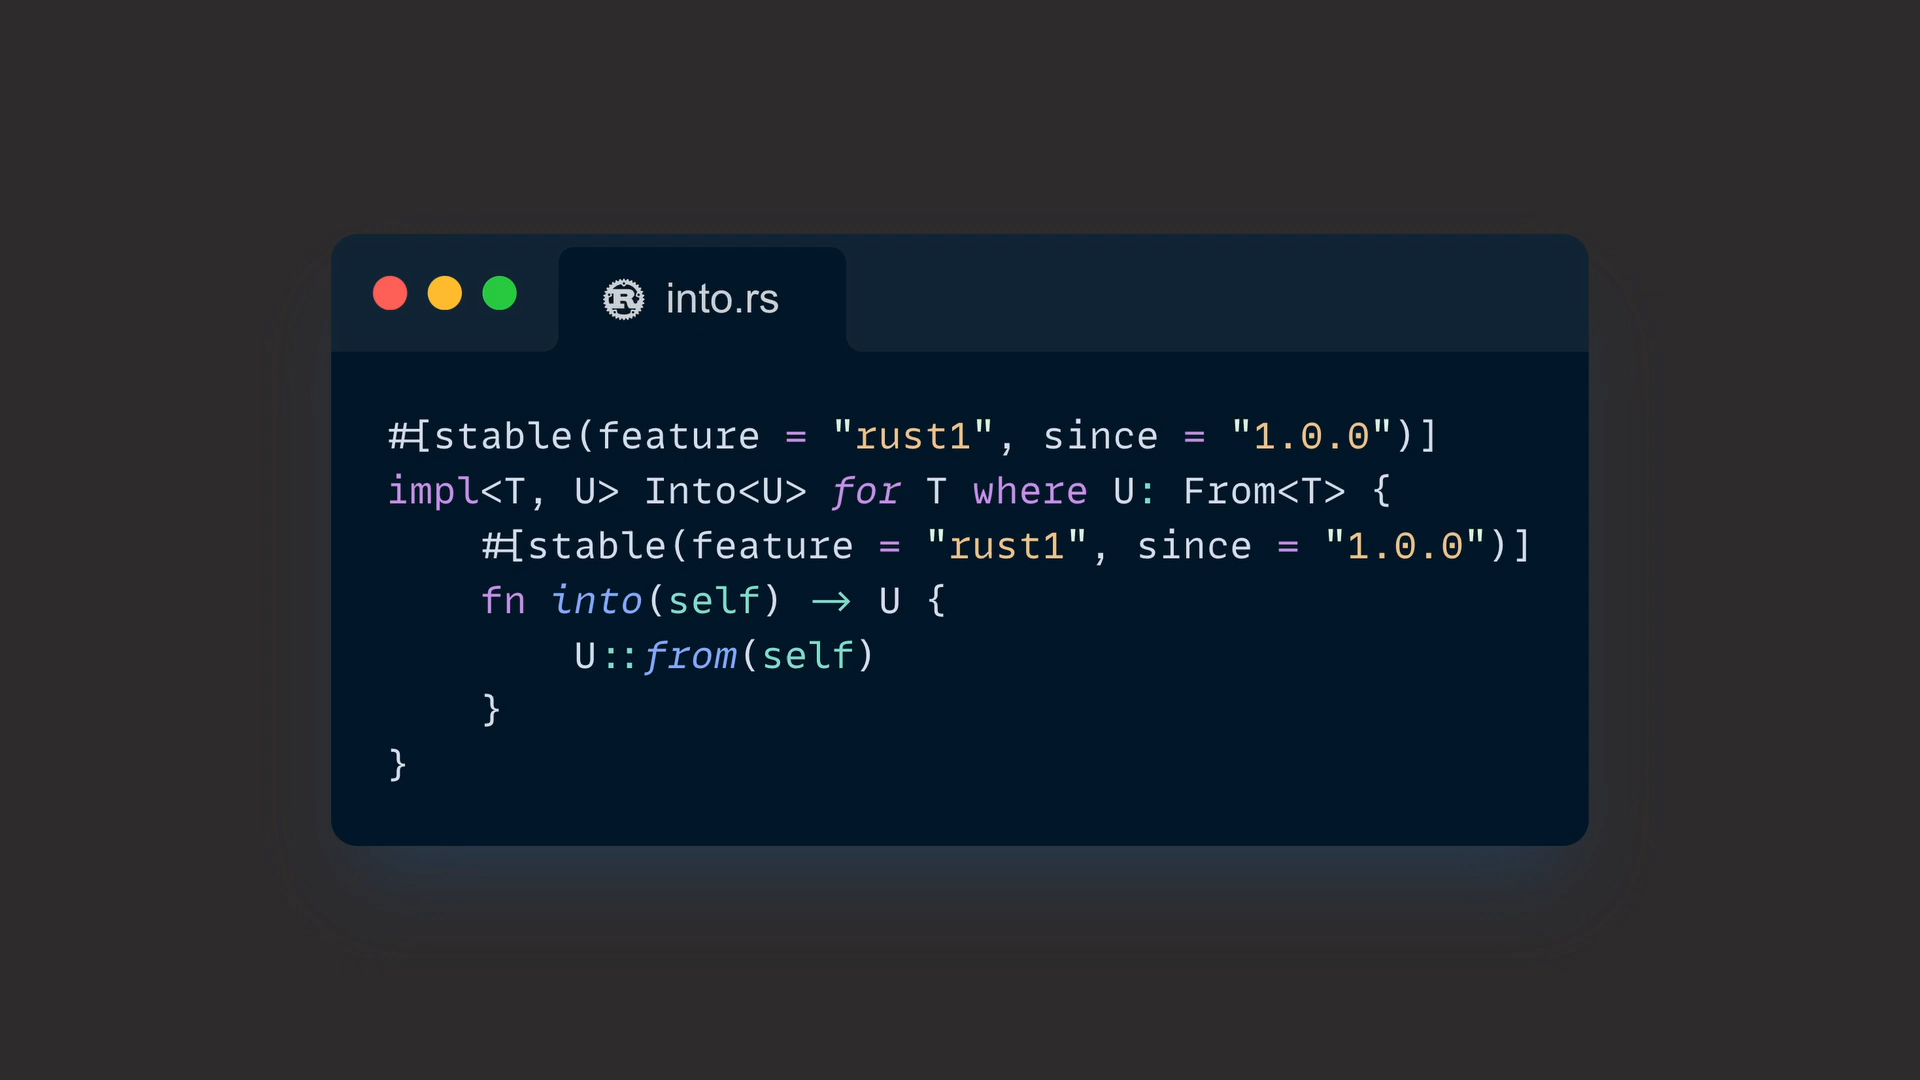 into.rs
#[stable(feature = "rust1", since = "1.0.0")]
impl<T, U> Into<U> for T where U: From<T> {
    #[stable(feature = "rust1", since = "1.0.0")]
    fn into(self) -> U {
        U::from(self)
    }
}